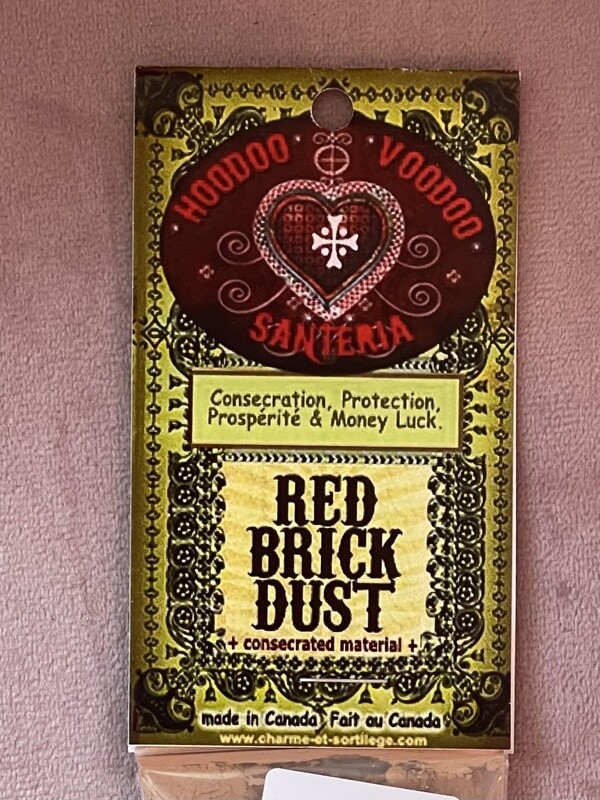 HOODOO VOODOO
SANTERIA
Consecration, Protection,
Prospérité & Money Luck.
RED
BRICK
DUST
+ consecrated material +
made in Canada Fait au Canada
www.charme-et-sortilege.com